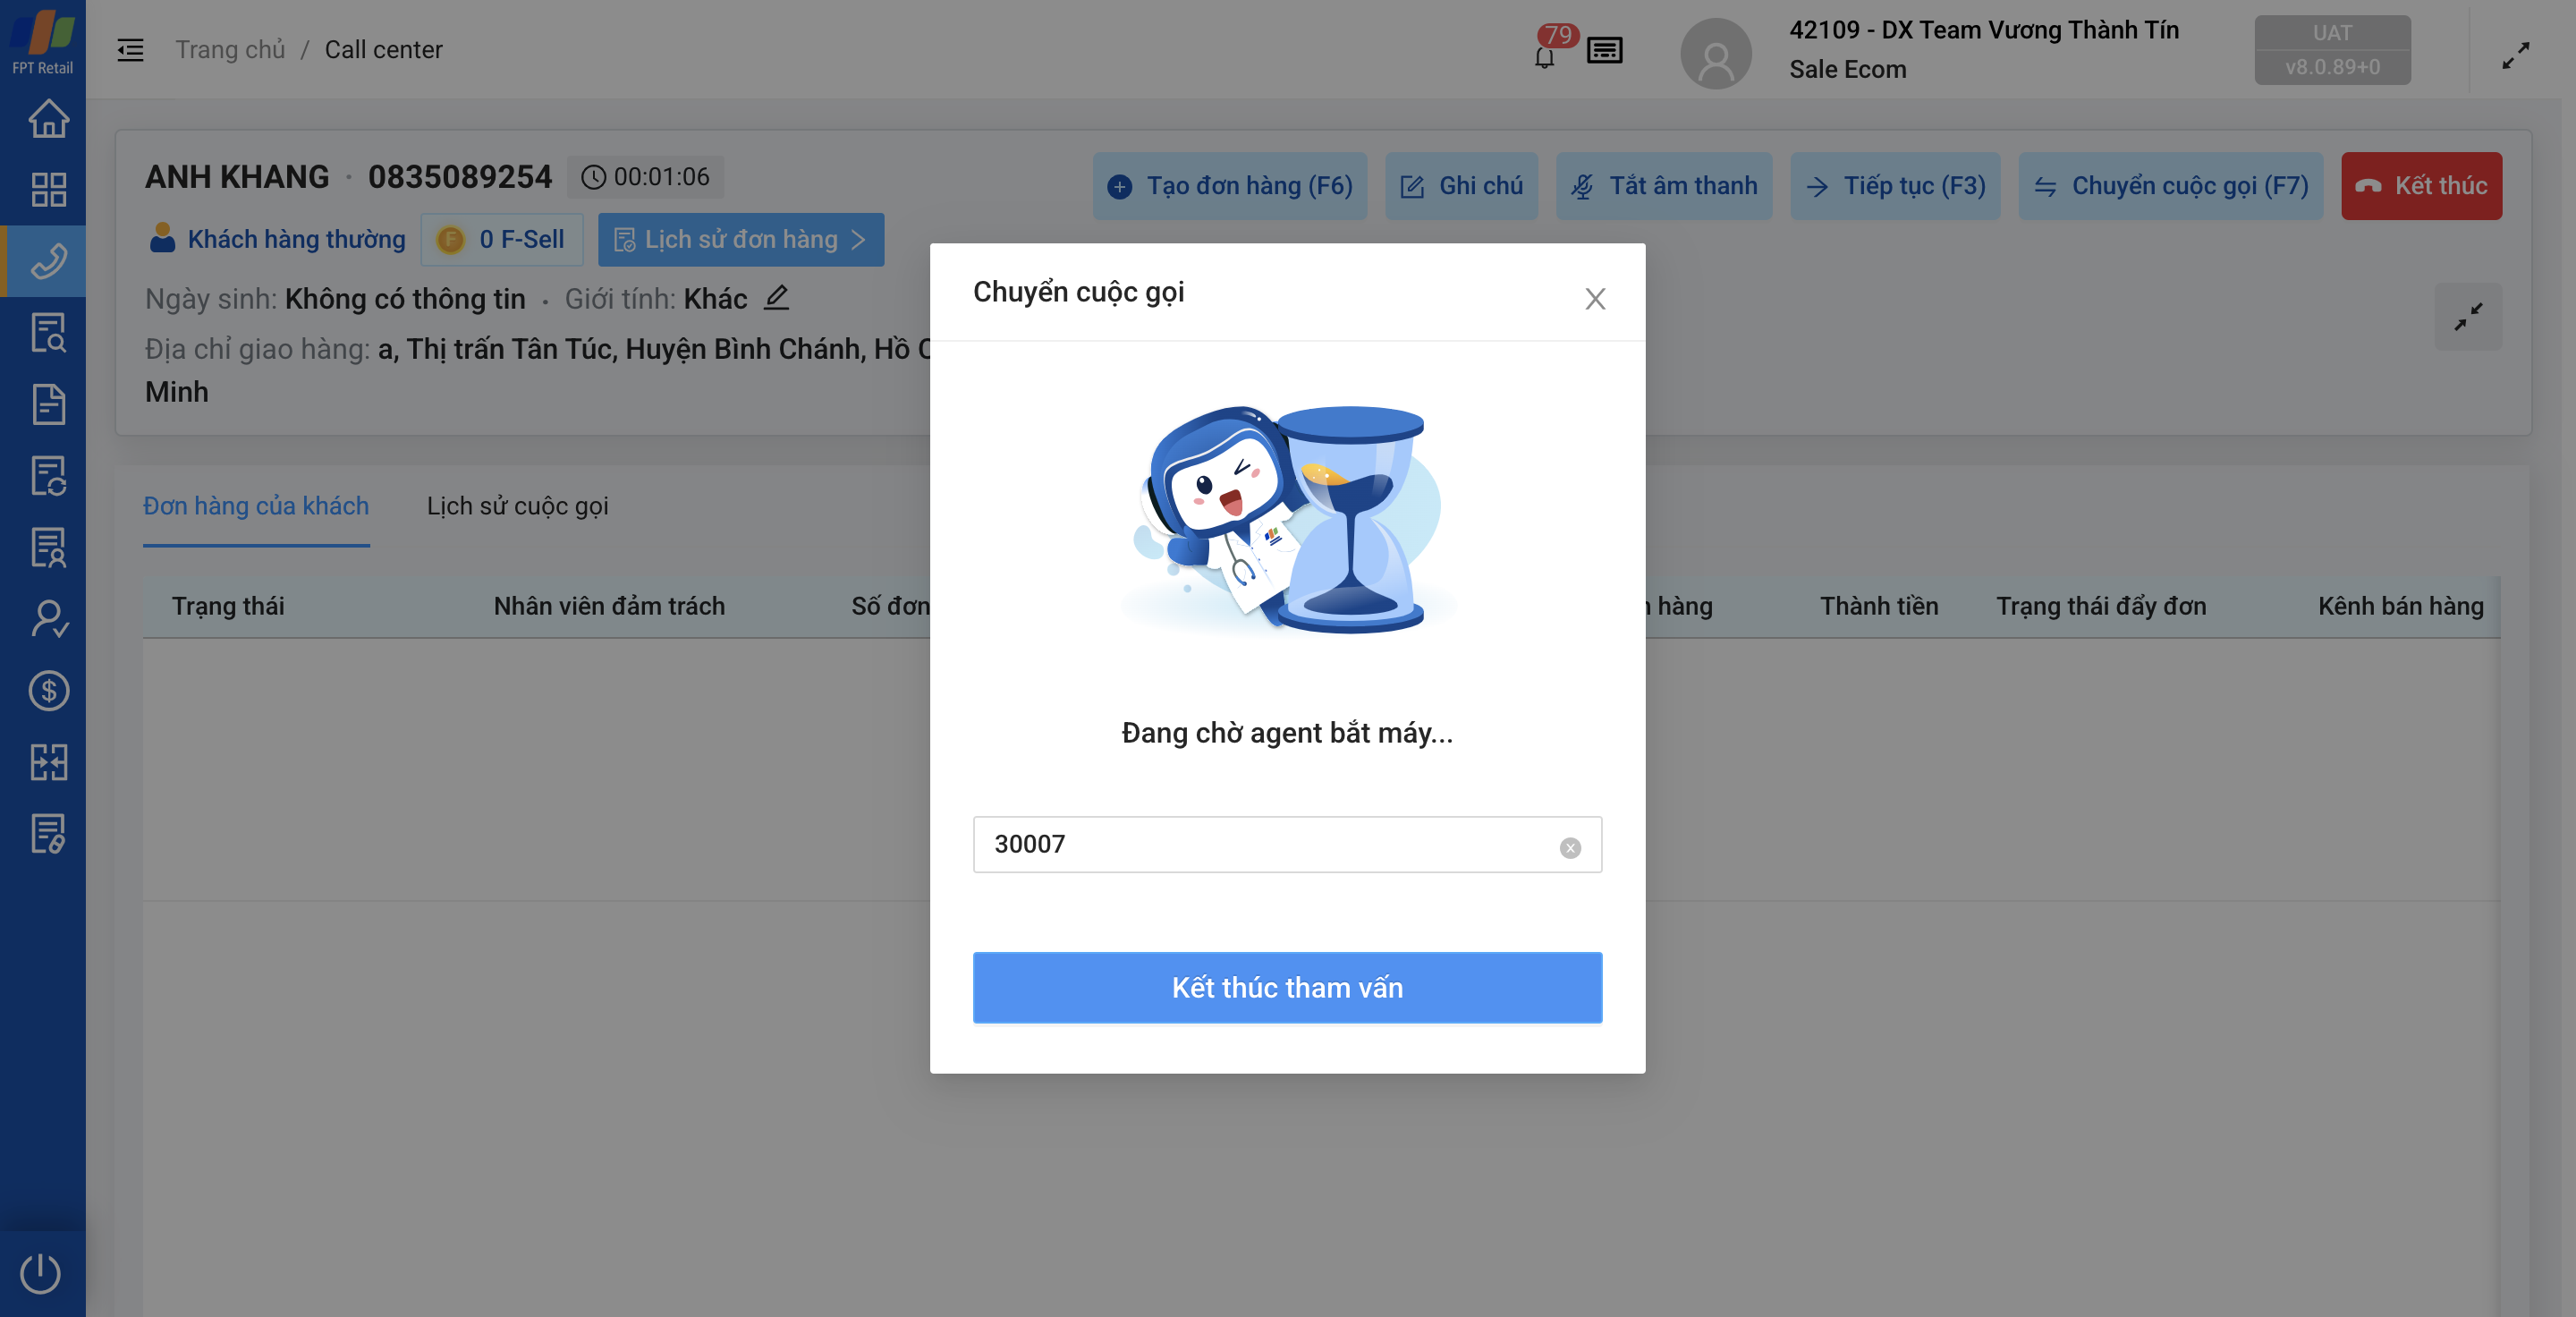 FPT Retail
Trang chủ / Call center
79
42109 - DX Team Vương Thành Tín
Sale Ecom
UAT
v8.0.89+0
ANH KHANG · 0835089254 00:01:06
Tạo đơn hàng (F6)
Ghi chú
Tắt âm thanh
Tiếp tục (F3)
Chuyển cuộc gọi (F7)
Kết thúc
Khách hàng thường
F 0 F-Sell
Lịch sử đơn hàng
Ngày sinh: Không có thông tin · Giới tính: Khác
Địa chỉ giao hàng: a, Thị trấn Tân Túc, Huyện Bình Chánh, Hồ
Minh
Đơn hàng của khách
Lịch sử cuộc gọi
Trạng thái
Nhân viên đảm trách
Số đơn
hàng
Thành tiền
Trạng thái đẩy đơn
Kênh bán hàng
Chuyển cuộc gọi
Đang chờ agent bắt máy...
30007
Kết thúc tham vấn